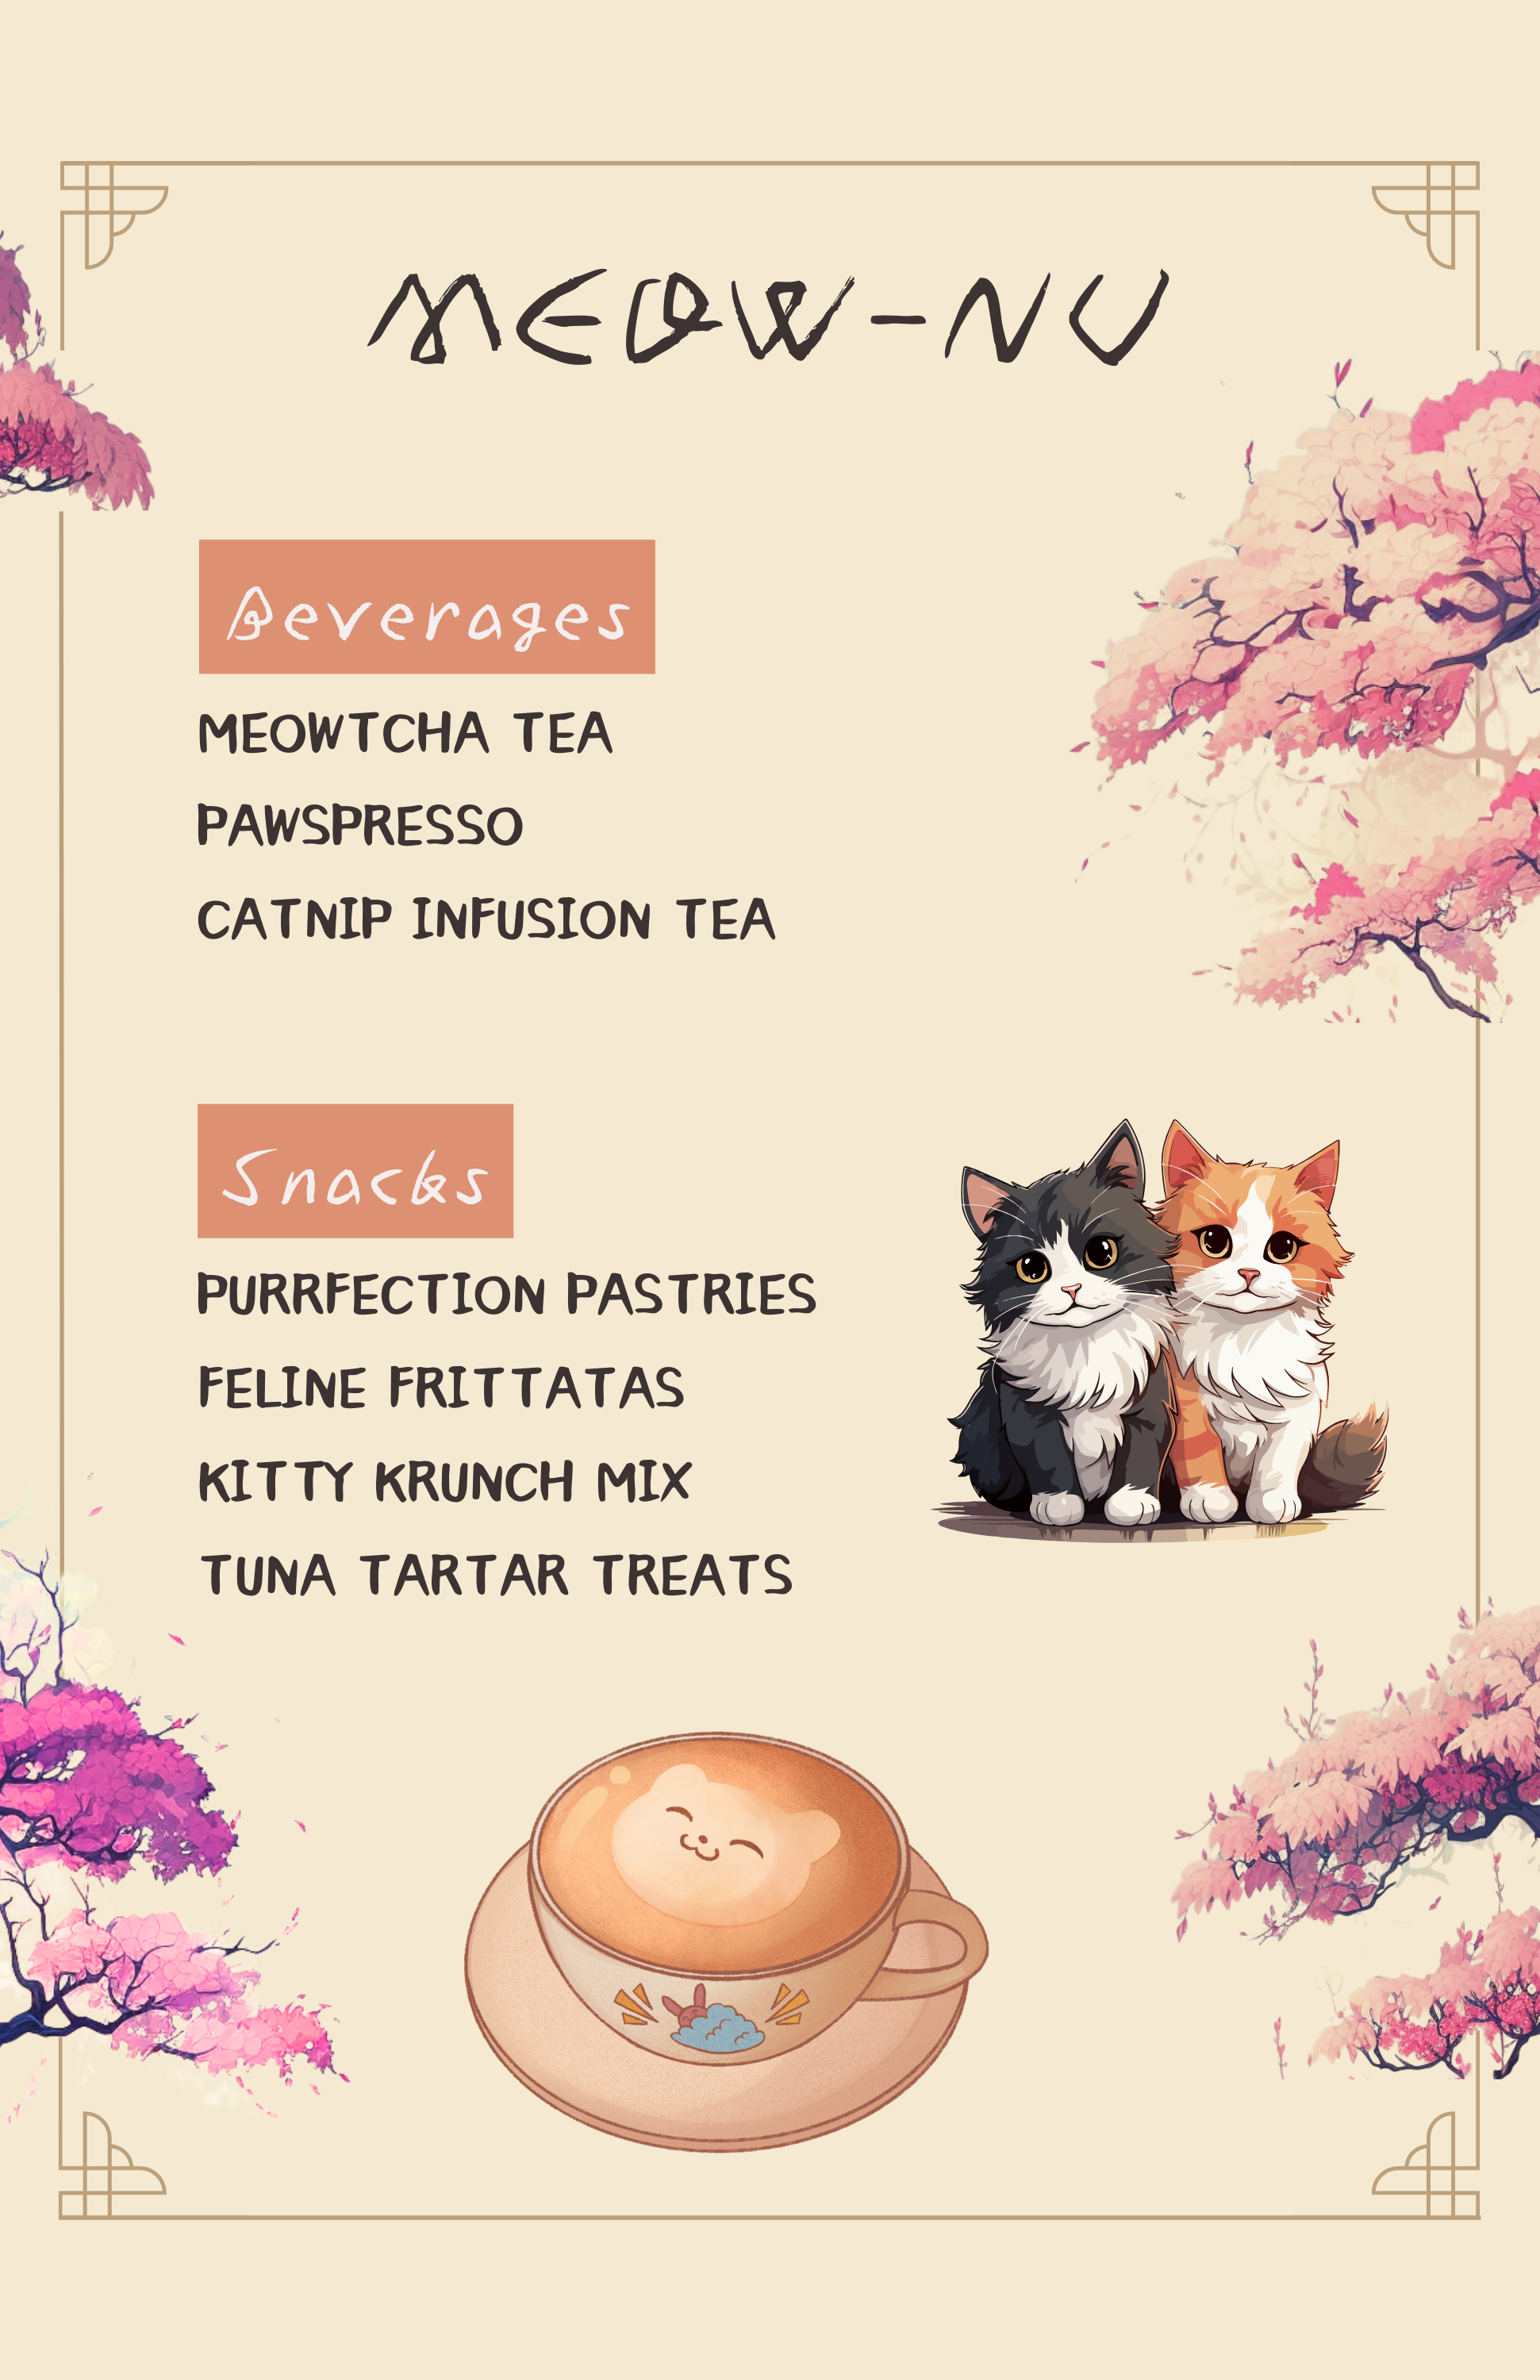 MEOW-NU
Beverages
MEOWTCHA TEA
PAWSPRESSO
CATNIP INFUSION TEA
Snacks
PURRFECTION PASTRIES
FELINE FRITTATAS
KITTY KRUNCH MIX
TUNA TARTAR TREATS